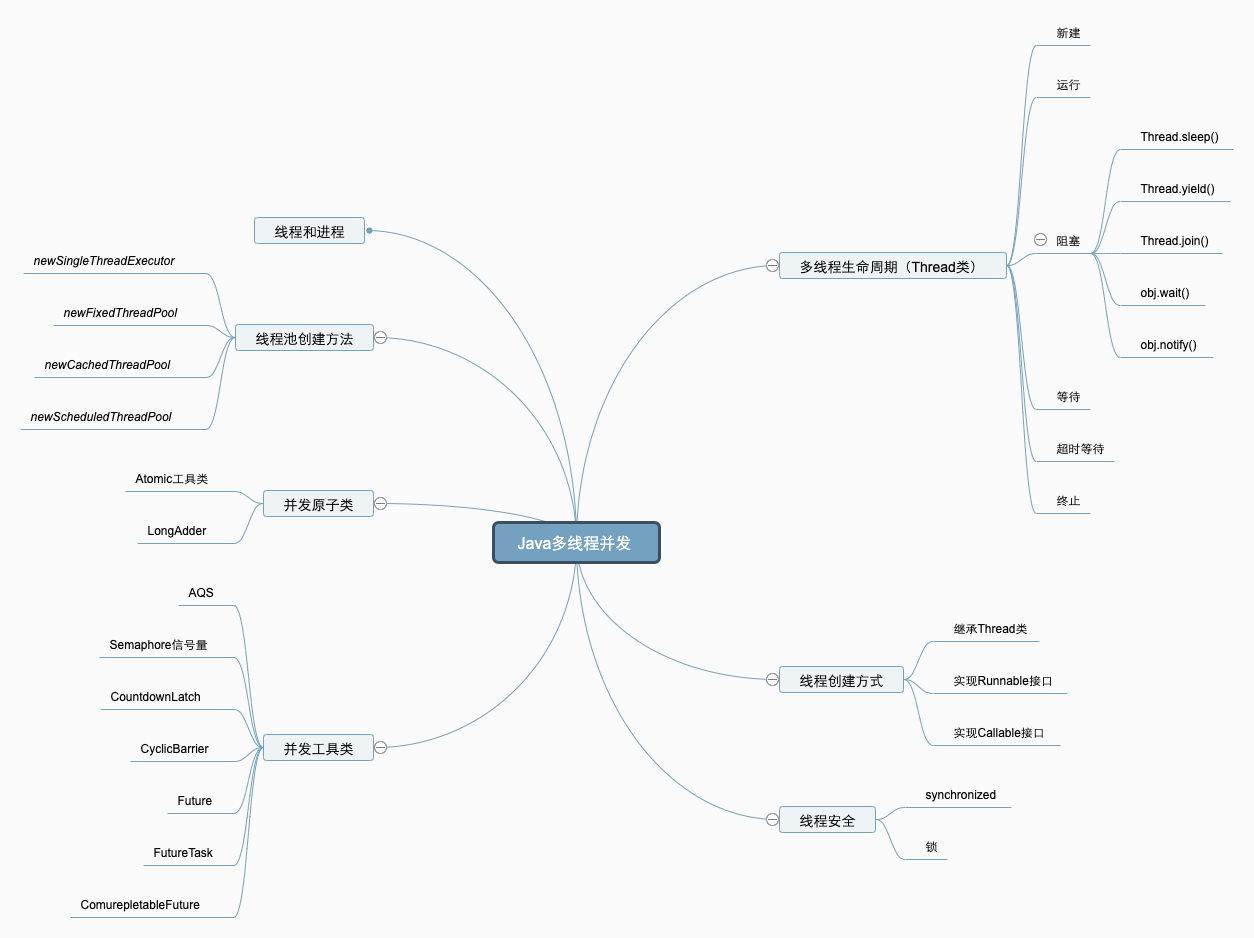 Java多线程并发
多线程生命周期（Thread类）
新建
运行
阻塞
Thread.sleep()
Thread.yield()
Thread.join()
obj.wait()
obj.notify()
等待
超时等待
终止
线程创建方式
继承Thread类
实现Runnable接口
实现Callable接口
线程安全
synchronized
锁
线程和进程
线程池创建方法
newSingleThreadExecutor
newFixedThreadPool
newCachedThreadPool
newScheduledThreadPool
并发原子类
Atomic工具类
LongAdder
并发工具类
AQS
Semaphore信号量
CountdownLatch
CyclicBarrier
Future
FutureTask
ComurepletableFuture